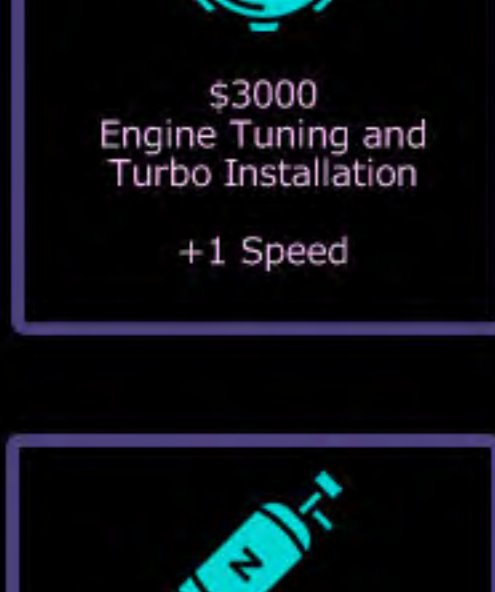 $3000
Engine Tuning and
Turbo Installation
+1 Speed
N